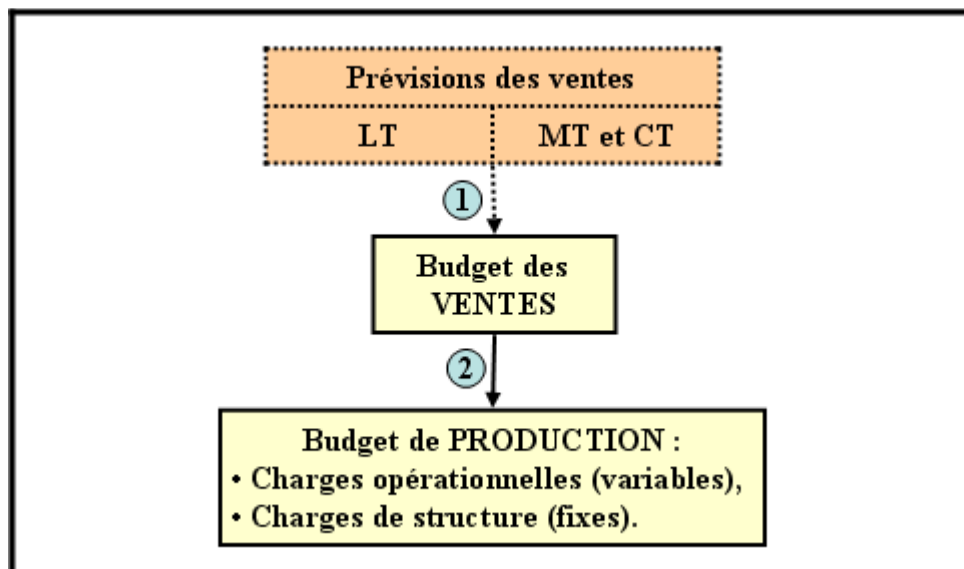 Prévisions des ventes
LT MT et CT
1
Budget des
VENTES
2
Budget de PRODUCTION :
• Charges opérationnelles (variables),
• Charges de structure (fixes).